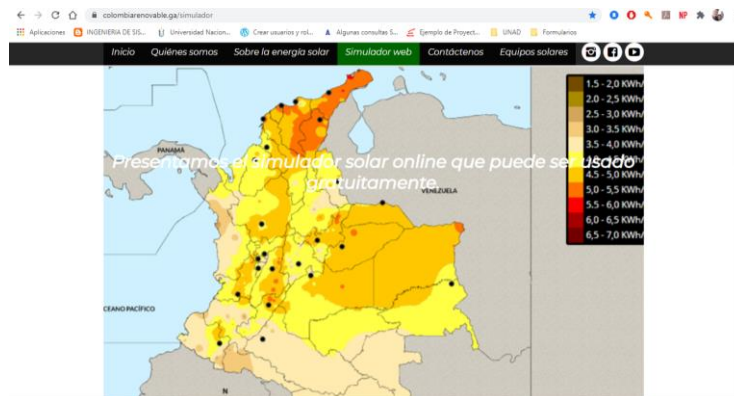 colombiarenovable.ga/simulador
Aplicaciones INGENIERIA DE SIS... Universidad Nacion... Crear usuarios y rol... Algunas consultas S... Ejemplo de Proyect... UNAD Formularios
Inicio Quiénes somos Sobre la energía solar Simulador web Contáctenos Equipos solares
1.5 - 2,0 KWh/
2.0 - 2,5 KWh/
2.5 - 3,0 KWh/
3.0 - 3.5 KWh/
3.5 - 4,0 KWh/
PANAMÁ
Presentamos el simulador solar online que puede ser usado
gratuitamente.
4.5 - 5,0 KWh/
VENEZUELA
5,0 - 5,5 KWh/
5.5 - 6,0 KWh/
6,0 - 6,5 KWh/
6,5 - 7,0 KWh/
CEANO PACÍFICO
N